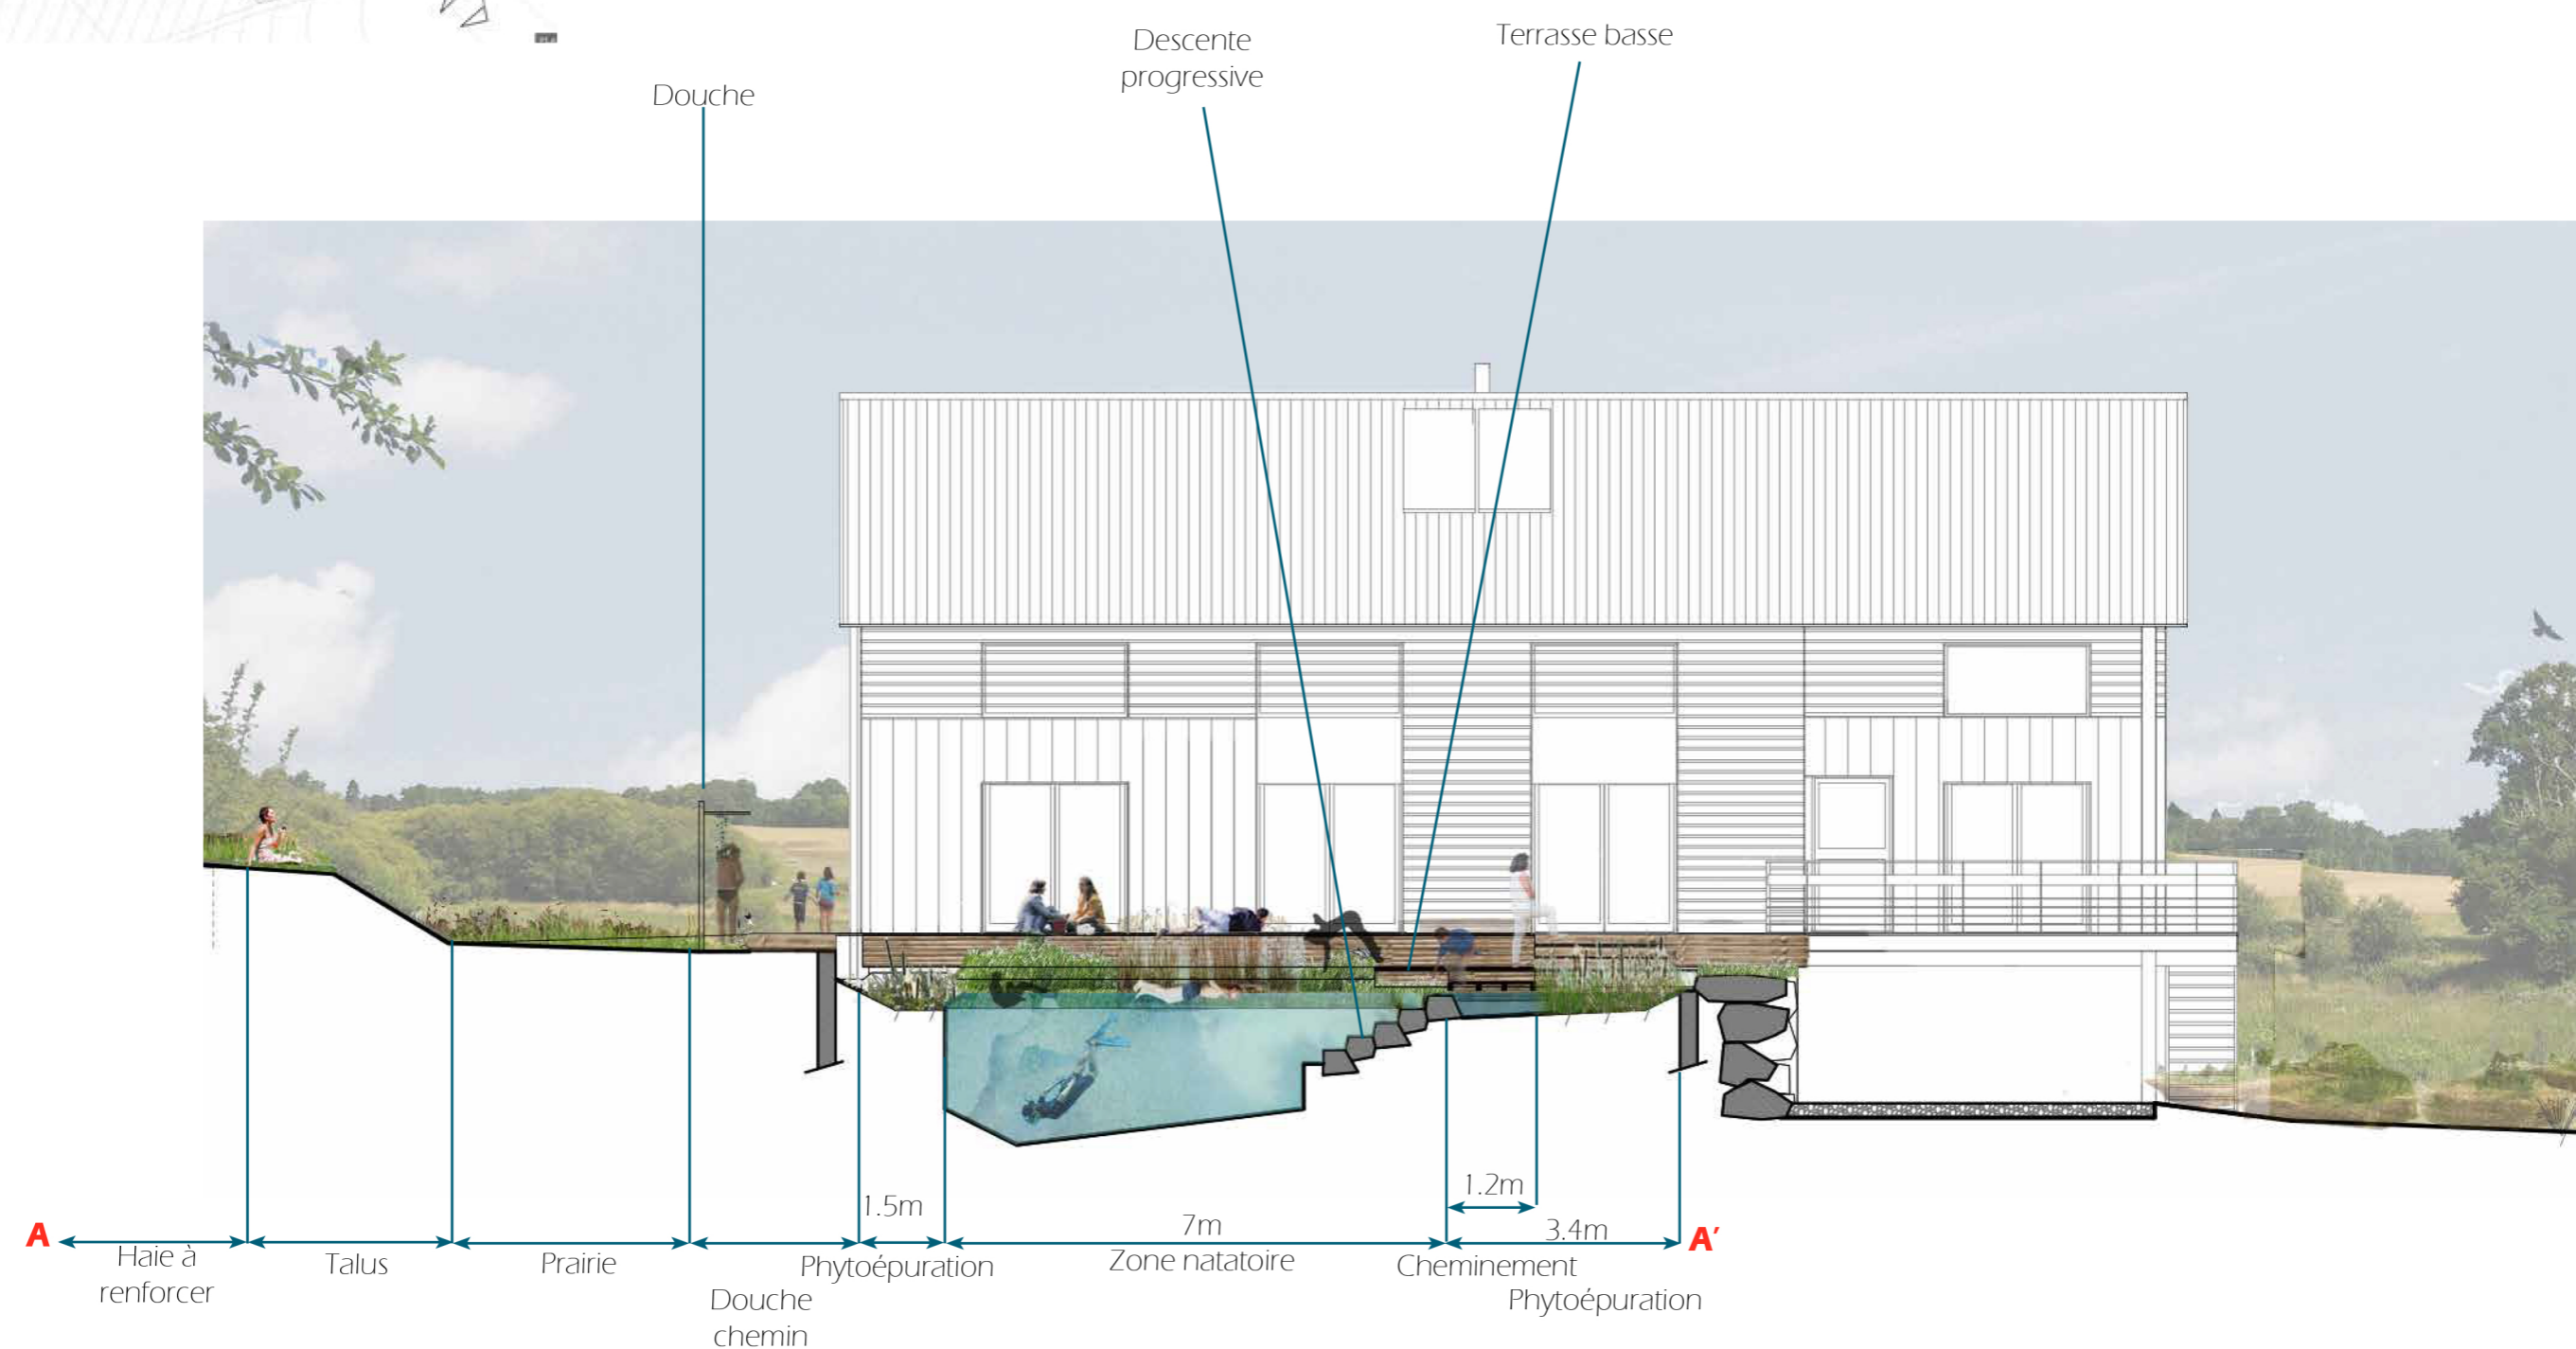 Descente
progressive
Terrasse basse
Douche
1.5m
1.2m
7m
3.4m
A
A'
Haie à
renforcer
Talus
Prairie
Douche
chemin
Phytoépuration
Zone natatoire
Cheminement
Phytoépuration